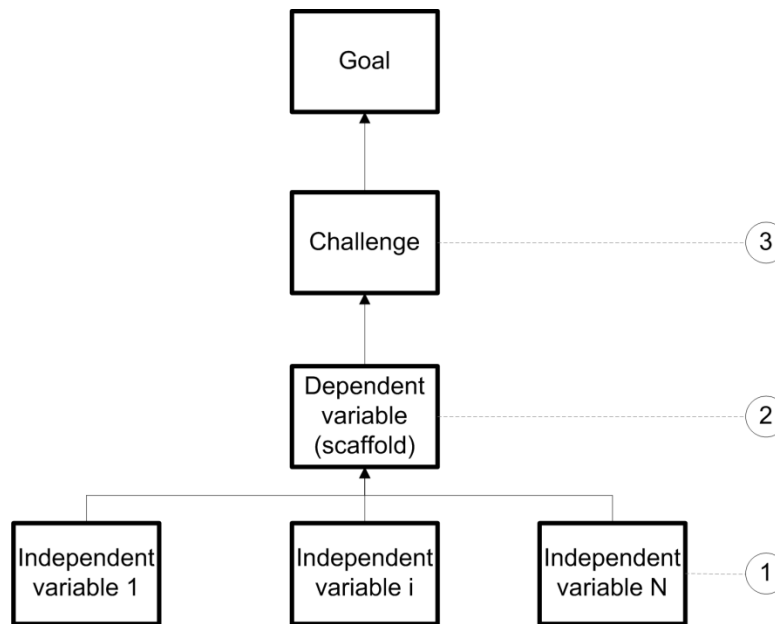 Goal
Challenge
3
Dependent
variable
(scaffold)
2
Independent
variable 1
Independent
variable i
Independent
variable N
1